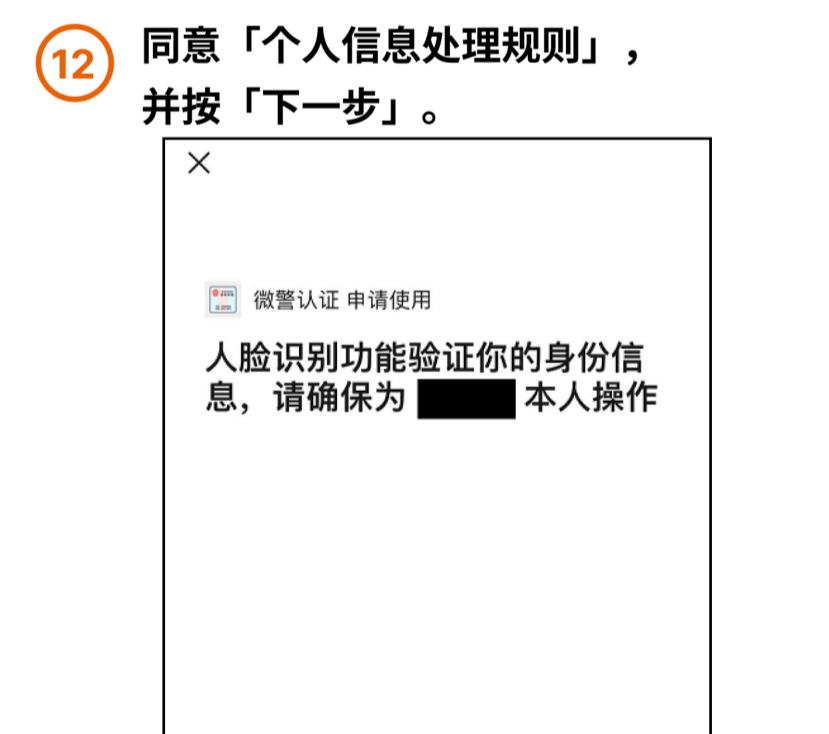 12
同意「个人信息处理规则」，
并按「下一步」。
微警认证 申请使用
人脸识别功能验证你的身份信
息，请确保为 本人操作